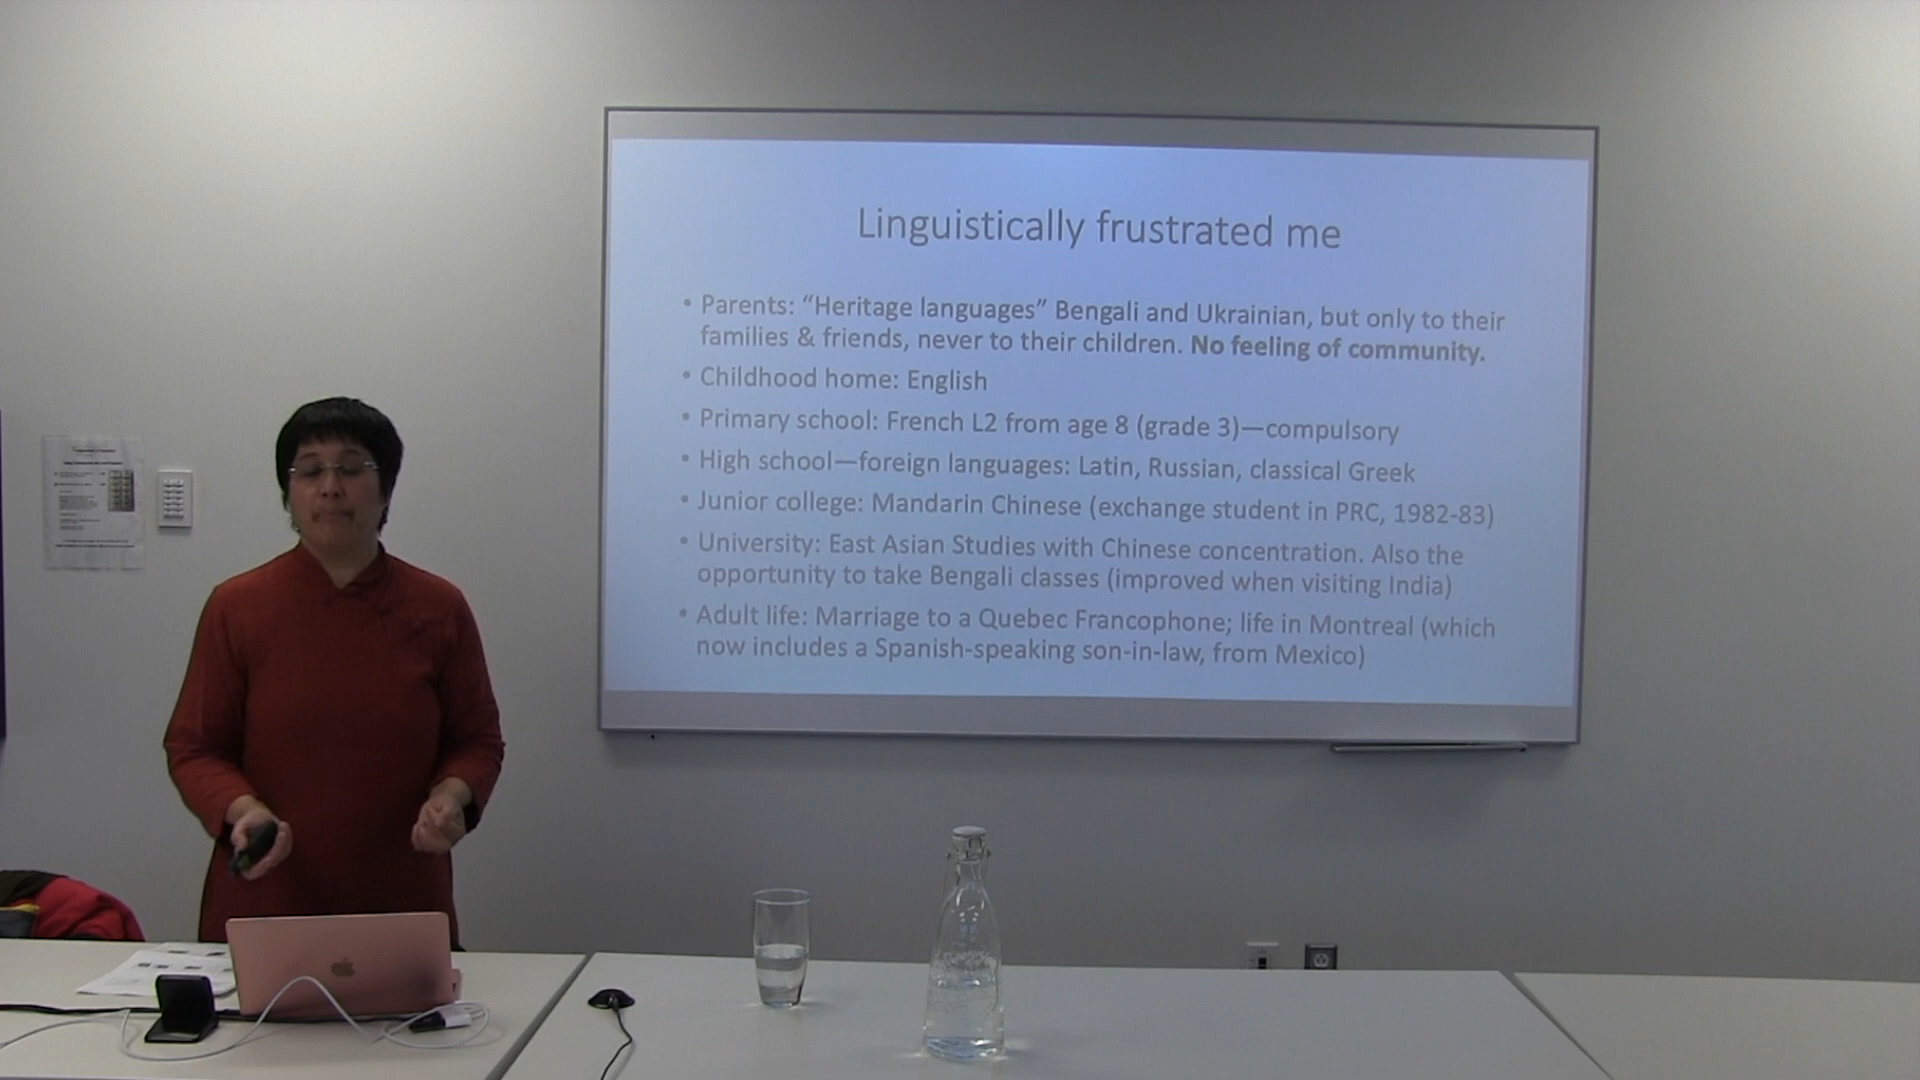 Linguistically frustrated me
• Parents: “Heritage languages” Bengali and Ukrainian, but only to their
families & friends, never to their children. No feeling of community.
• Childhood home: English
• Primary school: French L2 from age 8 (grade 3)—compulsory
• High school—foreign languages: Latin, Russian, classical Greek
• Junior college: Mandarin Chinese (exchange student in PRC, 1982-83)
• University: East Asian Studies with Chinese concentration. Also the
opportunity to take Bengali classes (improved when visiting India)
• Adult life: Marriage to a Quebec Francophone; life in Montreal (which
now includes a Spanish-speaking son-in-law, from Mexico)